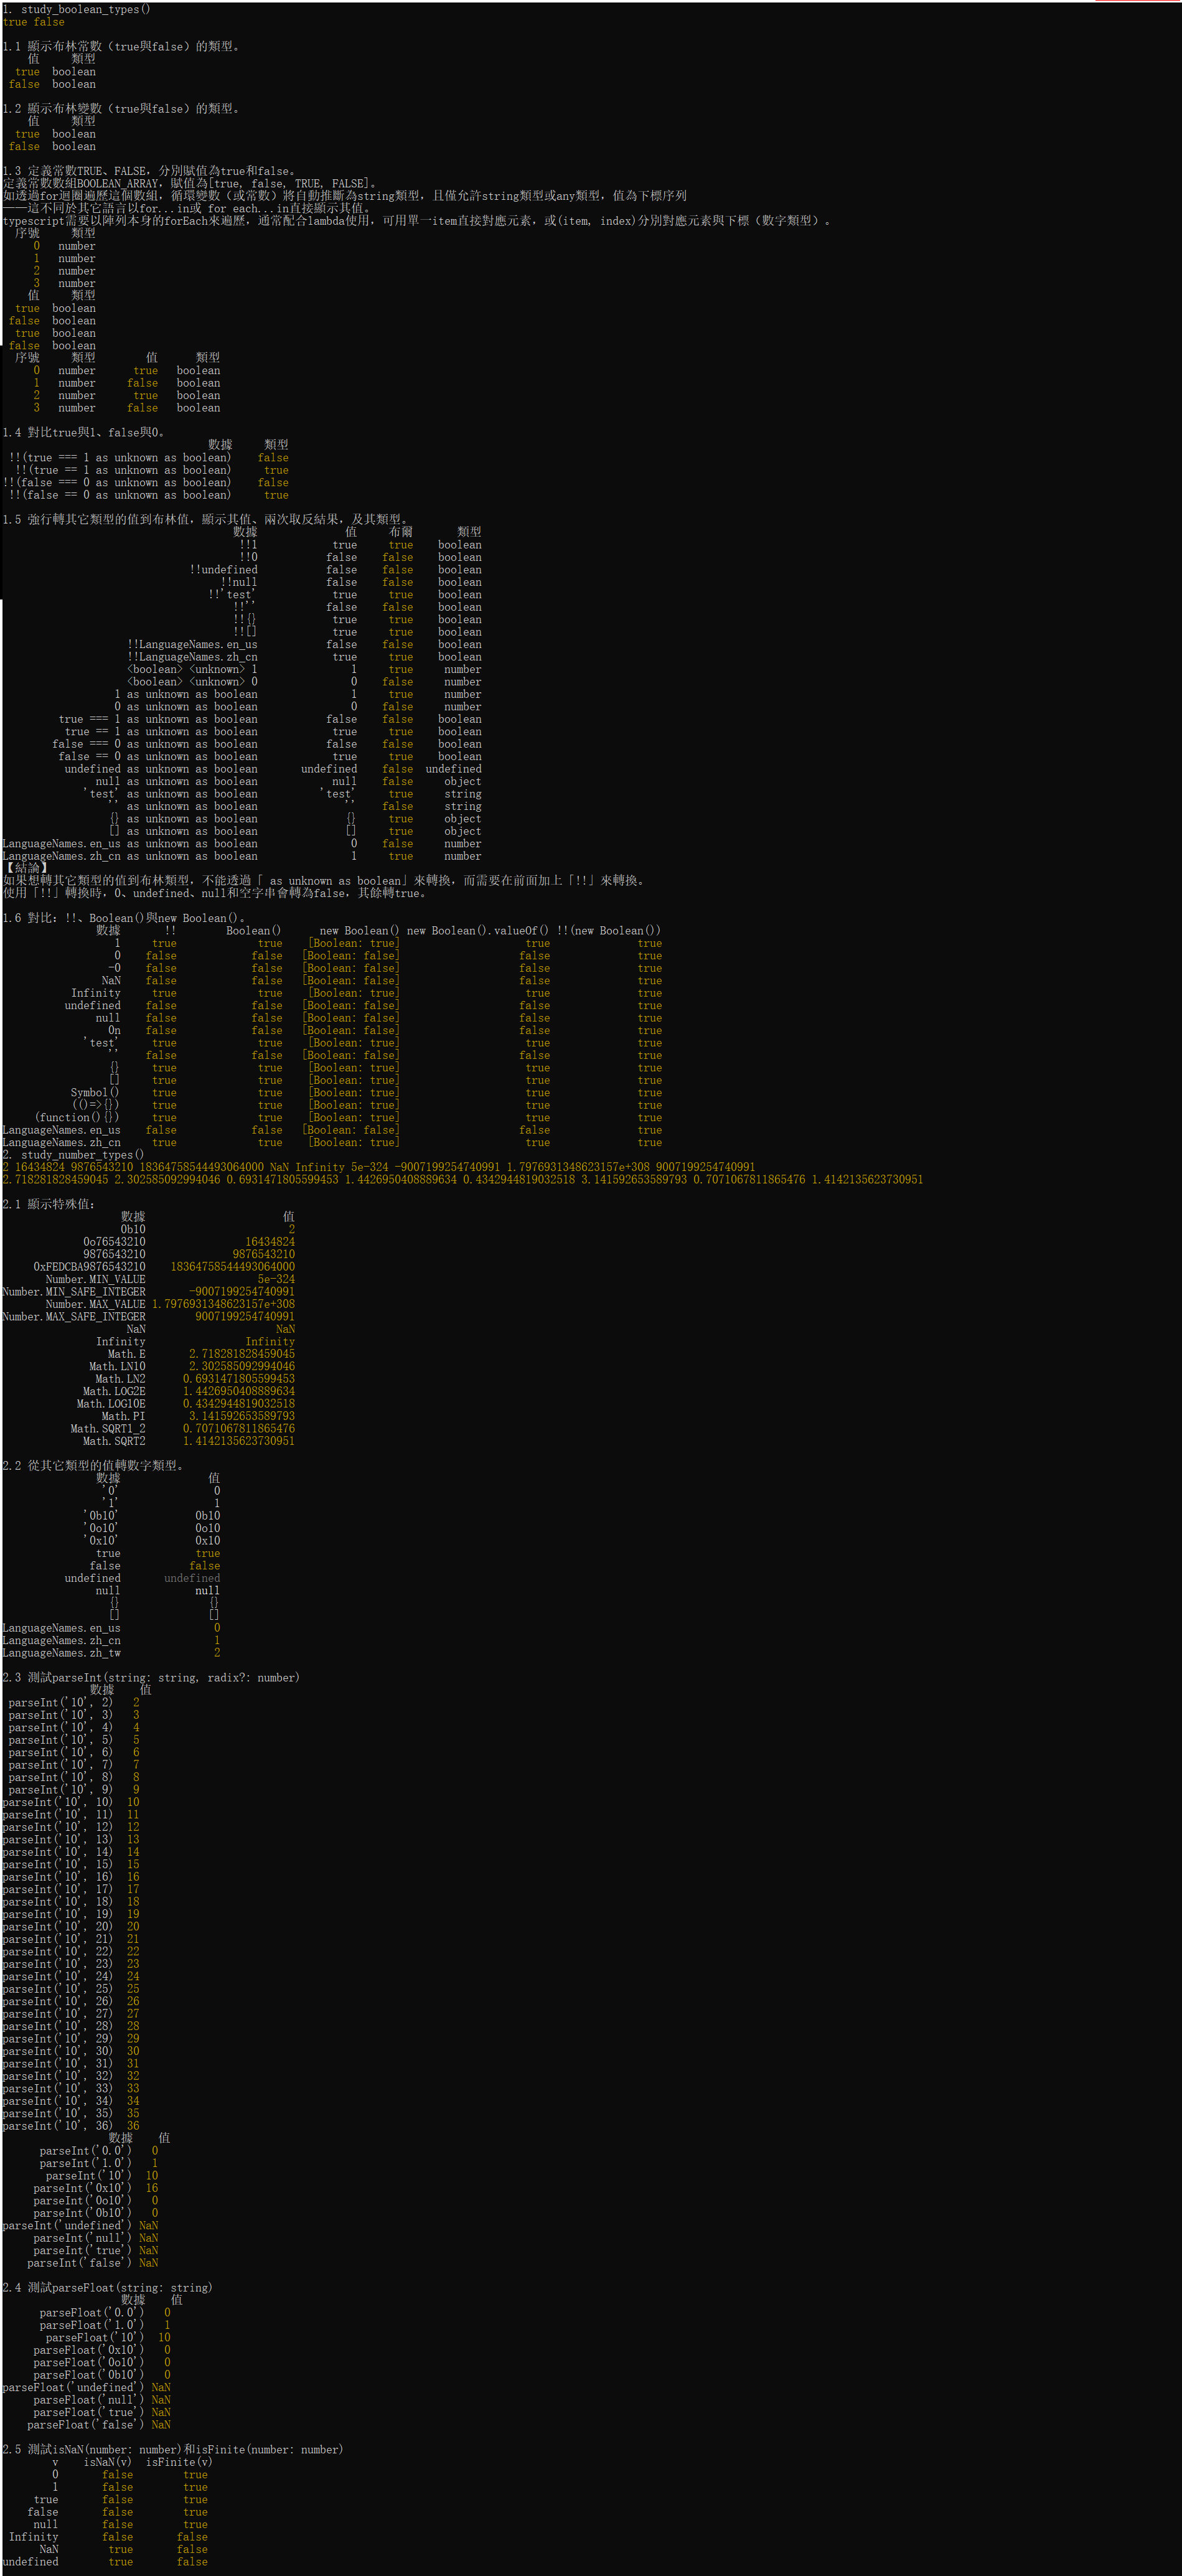 1. study_boolean_types()
true false
1.1 顯示布林常數（true與false）的類型。
值 類型
true boolean
false boolean
1.2 顯示布林變數（true與false）的類型。
值 類型
true boolean
false boolean
1.3 定義常數TRUE、FALSE，分別賦值為true和false。
定義常數數組BOOLEAN_ARRAY，賦值為[true, false, TRUE, FALSE]。
如透過for迴圈遍歷這個數組，循環變數（或常數）將自動推斷為string類型，且僅允許string類型或any類型，值為下標序列
——這不同於其它語言以for...in或 for each...in直接顯示其值。
typescript需要以陣列本身的forEach來遍歷，通常配合lambda使用，可用單一item直接對應元素，或(item, index)分別對應元素與下標（數字類型）。
序號 類型
0 number
1 number
2 number
3 number
值 類型
true boolean
false boolean
true boolean
false boolean
序號 類型 值 類型
0 number true boolean
1 number false boolean
2 number true boolean
3 number false boolean
1.4 對比true與1、false與0。
數據 類型
!!(true === 1 as unknown as boolean) false
!!(true == 1 as unknown as boolean) true
!!(false === 0 as unknown as boolean) false
!!(false == 0 as unknown as boolean) true
1.5 強行轉其它類型的值到布林值，顯示其值、兩次取反結果，及其類型。
數據 值 布爾 類型
!!1 true true boolean
!!0 false false boolean
!!undefined false false boolean
!!null false false boolean
!!'test' true true boolean
!!'' false false boolean
!!{} true true boolean
!![] true true boolean
!!LanguageNames.en_us false false boolean
!!LanguageNames.zh_cn true true boolean
<boolean> <unknown> 1 1 true number
<boolean> <unknown> 0 0 false number
1 as unknown as boolean 1 true number
0 as unknown as boolean 0 false number
true === 1 as unknown as boolean false false boolean
true == 1 as unknown as boolean true true boolean
false === 0 as unknown as boolean false false boolean
false == 0 as unknown as boolean true true boolean
undefined as unknown as boolean undefined false undefined
null as unknown as boolean null false object
'test' as unknown as boolean 'test' true string
'' as unknown as boolean '' false string
{} as unknown as boolean {} true object
[] as unknown as boolean [] true object
LanguageNames.en_us as unknown as boolean 0 false number
LanguageNames.zh_cn as unknown as boolean 1 true number
【結論】
如果想轉其它類型的值到布林類型，不能透過「 as unknown as boolean」來轉換，而需要在前面加上「!!」來轉換。
使用「!!」轉換時，0、undefined、null和空字串會轉為false，其餘轉true。
1.6 對比：!!、Boolean()與new Boolean()。
數據 !! Boolean() new Boolean() new Boolean().valueOf() !!(new Boolean())
1 true true [Boolean: true] true true
0 false false [Boolean: false] false true
-0 false false [Boolean: false] false true
NaN false false [Boolean: false] false true
Infinity true true [Boolean: true] true true
undefined false false [Boolean: false] false true
null false false [Boolean: false] false true
0n false false [Boolean: false] false true
'test' true true [Boolean: true] true true
'' false false [Boolean: false] false true
{} true true [Boolean: true] true true
[] true true [Boolean: true] true true
Symbol() true true [Boolean: true] true true
(()=>{}) true true [Boolean: true] true true
(function(){}) true true [Boolean: true] true true
LanguageNames.en_us false false [Boolean: false] false true
LanguageNames.zh_cn true true [Boolean: true] true true
2. study_number_types()
2 16434824 9876543210 18364758544493064000 NaN Infinity 5e-324 -9007199254740991 1.7976931348623157e+308 9007199254740991
2.718281828459045 2.302585092994046 0.6931471805599453 1.4426950408889634 0.4342944819032518 3.141592653589793 0.7071067811865476 1.4142135623730951
2.1 顯示特殊值：
數據 值
0b10 2
0o76543210 16434824
9876543210 9876543210
0xFEDCBA9876543210 18364758544493064000
Number.MIN_VALUE 5e-324
Number.MIN_SAFE_INTEGER -9007199254740991
Number.MAX_VALUE 1.7976931348623157e+308
Number.MAX_SAFE_INTEGER 9007199254740991
NaN NaN
Infinity Infinity
Math.E 2.718281828459045
Math.LN10 2.302585092994046
Math.LN2 0.6931471805599453
Math.LOG2E 1.4426950408889634
Math.LOG10E 0.4342944819032518
Math.PI 3.141592653589793
Math.SQRT1_2 0.7071067811865476
Math.SQRT2 1.4142135623730951
2.2 從其它類型的值轉數字類型。
數據 值
'0' 0
'1' 1
'0b10' 0b10
'0o10' 0o10
'0x10' 0x10
true true
false false
undefined undefined
null null
{} {}
[] []
LanguageNames.en_us 0
LanguageNames.zh_cn 1
LanguageNames.zh_tw 2
2.3 測試parseInt(string: string, radix?: number)
數據 值
parseInt('10', 2) 2
parseInt('10', 3) 3
parseInt('10', 4) 4
parseInt('10', 5) 5
parseInt('10', 6) 6
parseInt('10', 7) 7
parseInt('10', 8) 8
parseInt('10', 9) 9
parseInt('10', 10) 10
parseInt('10', 11) 11
parseInt('10', 12) 12
parseInt('10', 13) 13
parseInt('10', 14) 14
parseInt('10', 15) 15
parseInt('10', 16) 16
parseInt('10', 17) 17
parseInt('10', 18) 18
parseInt('10', 19) 19
parseInt('10', 20) 20
parseInt('10', 21) 21
parseInt('10', 22) 22
parseInt('10', 23) 23
parseInt('10', 24) 24
parseInt('10', 25) 25
parseInt('10', 26) 26
parseInt('10', 27) 27
parseInt('10', 28) 28
parseInt('10', 29) 29
parseInt('10', 30) 30
parseInt('10', 31) 31
parseInt('10', 32) 32
parseInt('10', 33) 33
parseInt('10', 34) 34
parseInt('10', 35) 35
parseInt('10', 36) 36
數據 值
parseInt('0.0') 0
parseInt('1.0') 1
parseInt('10') 10
parseInt('0x10') 16
parseInt('0o10') 0
parseInt('0b10') 0
parseInt('undefined') NaN
parseInt('null') NaN
parseInt('true') NaN
parseInt('false') NaN
2.4 測試parseFloat(string: string)
數據 值
parseFloat('0.0') 0
parseFloat('1.0') 1
parseFloat('10') 10
parseFloat('0x10') 0
parseFloat('0o10') 0
parseFloat('0b10') 0
parseFloat('undefined') NaN
parseFloat('null') NaN
parseFloat('true') NaN
parseFloat('false') NaN
2.5 測試isNaN(number: number)和isFinite(number: number)
v isNaN(v) isFinite(v)
0 false true
1 false true
true false true
false false true
null false true
Infinity false false
NaN true false
undefined true false